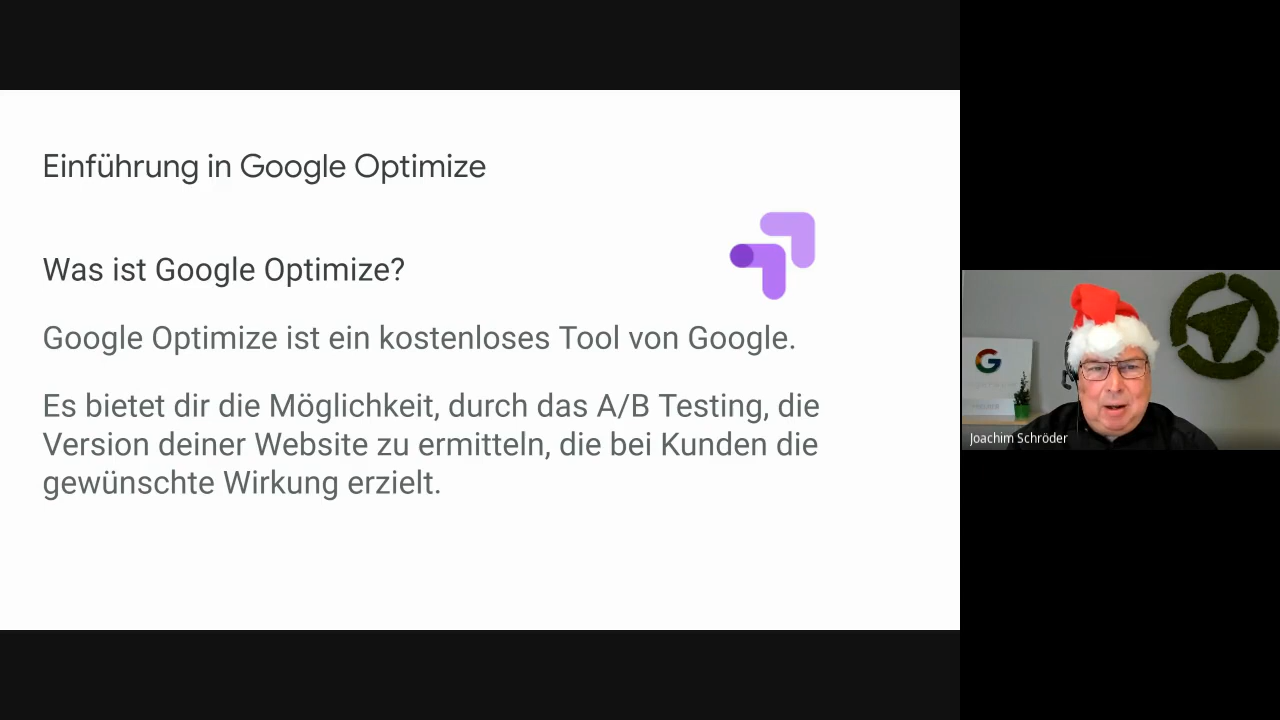 Einführung in Google Optimize
Was ist Google Optimize?
Google Optimize ist ein kostenloses Tool von Google.
Es bietet dir die Möglichkeit, durch das A/B Testing, die
Version deiner Website zu ermitteln, die bei Kunden die
gewünschte Wirkung erzielt.
G
Joachim Schröder